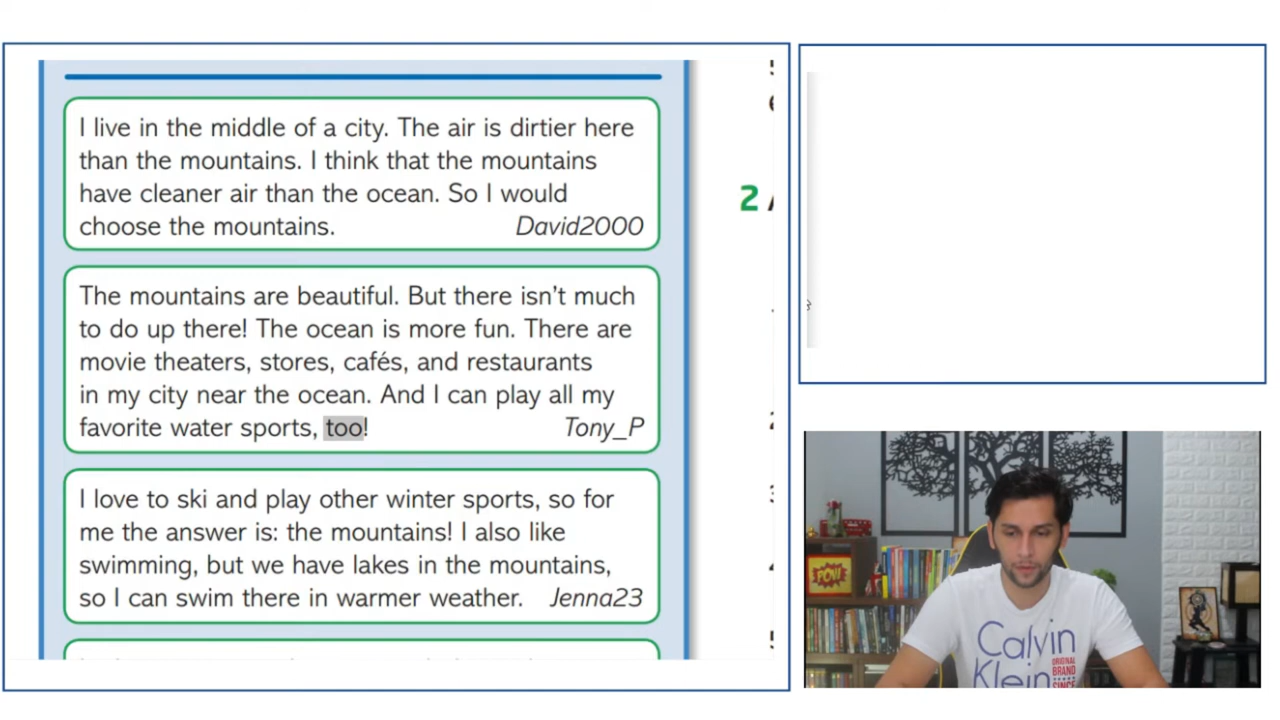 I live in the middle of a city. The air is dirtier here
than the mountains. I think that the mountains
have cleaner air than the ocean. So I would
choose the mountains. David2000
The mountains are beautiful. But there isn't much
to do up there! The ocean is more fun. There are
movie theaters, stores, cafés, and restaurants
in my city near the ocean. And I can play all my
favorite water sports, too! Tony_P
I love to ski and play other winter sports, so for
me the answer is: the mountains! I also like
swimming, but we have lakes in the mountains,
so I can swim there in warmer weather. Jenna23
2
POW
Calvin
Klein
ORIGINAL
BRAND
SINCE